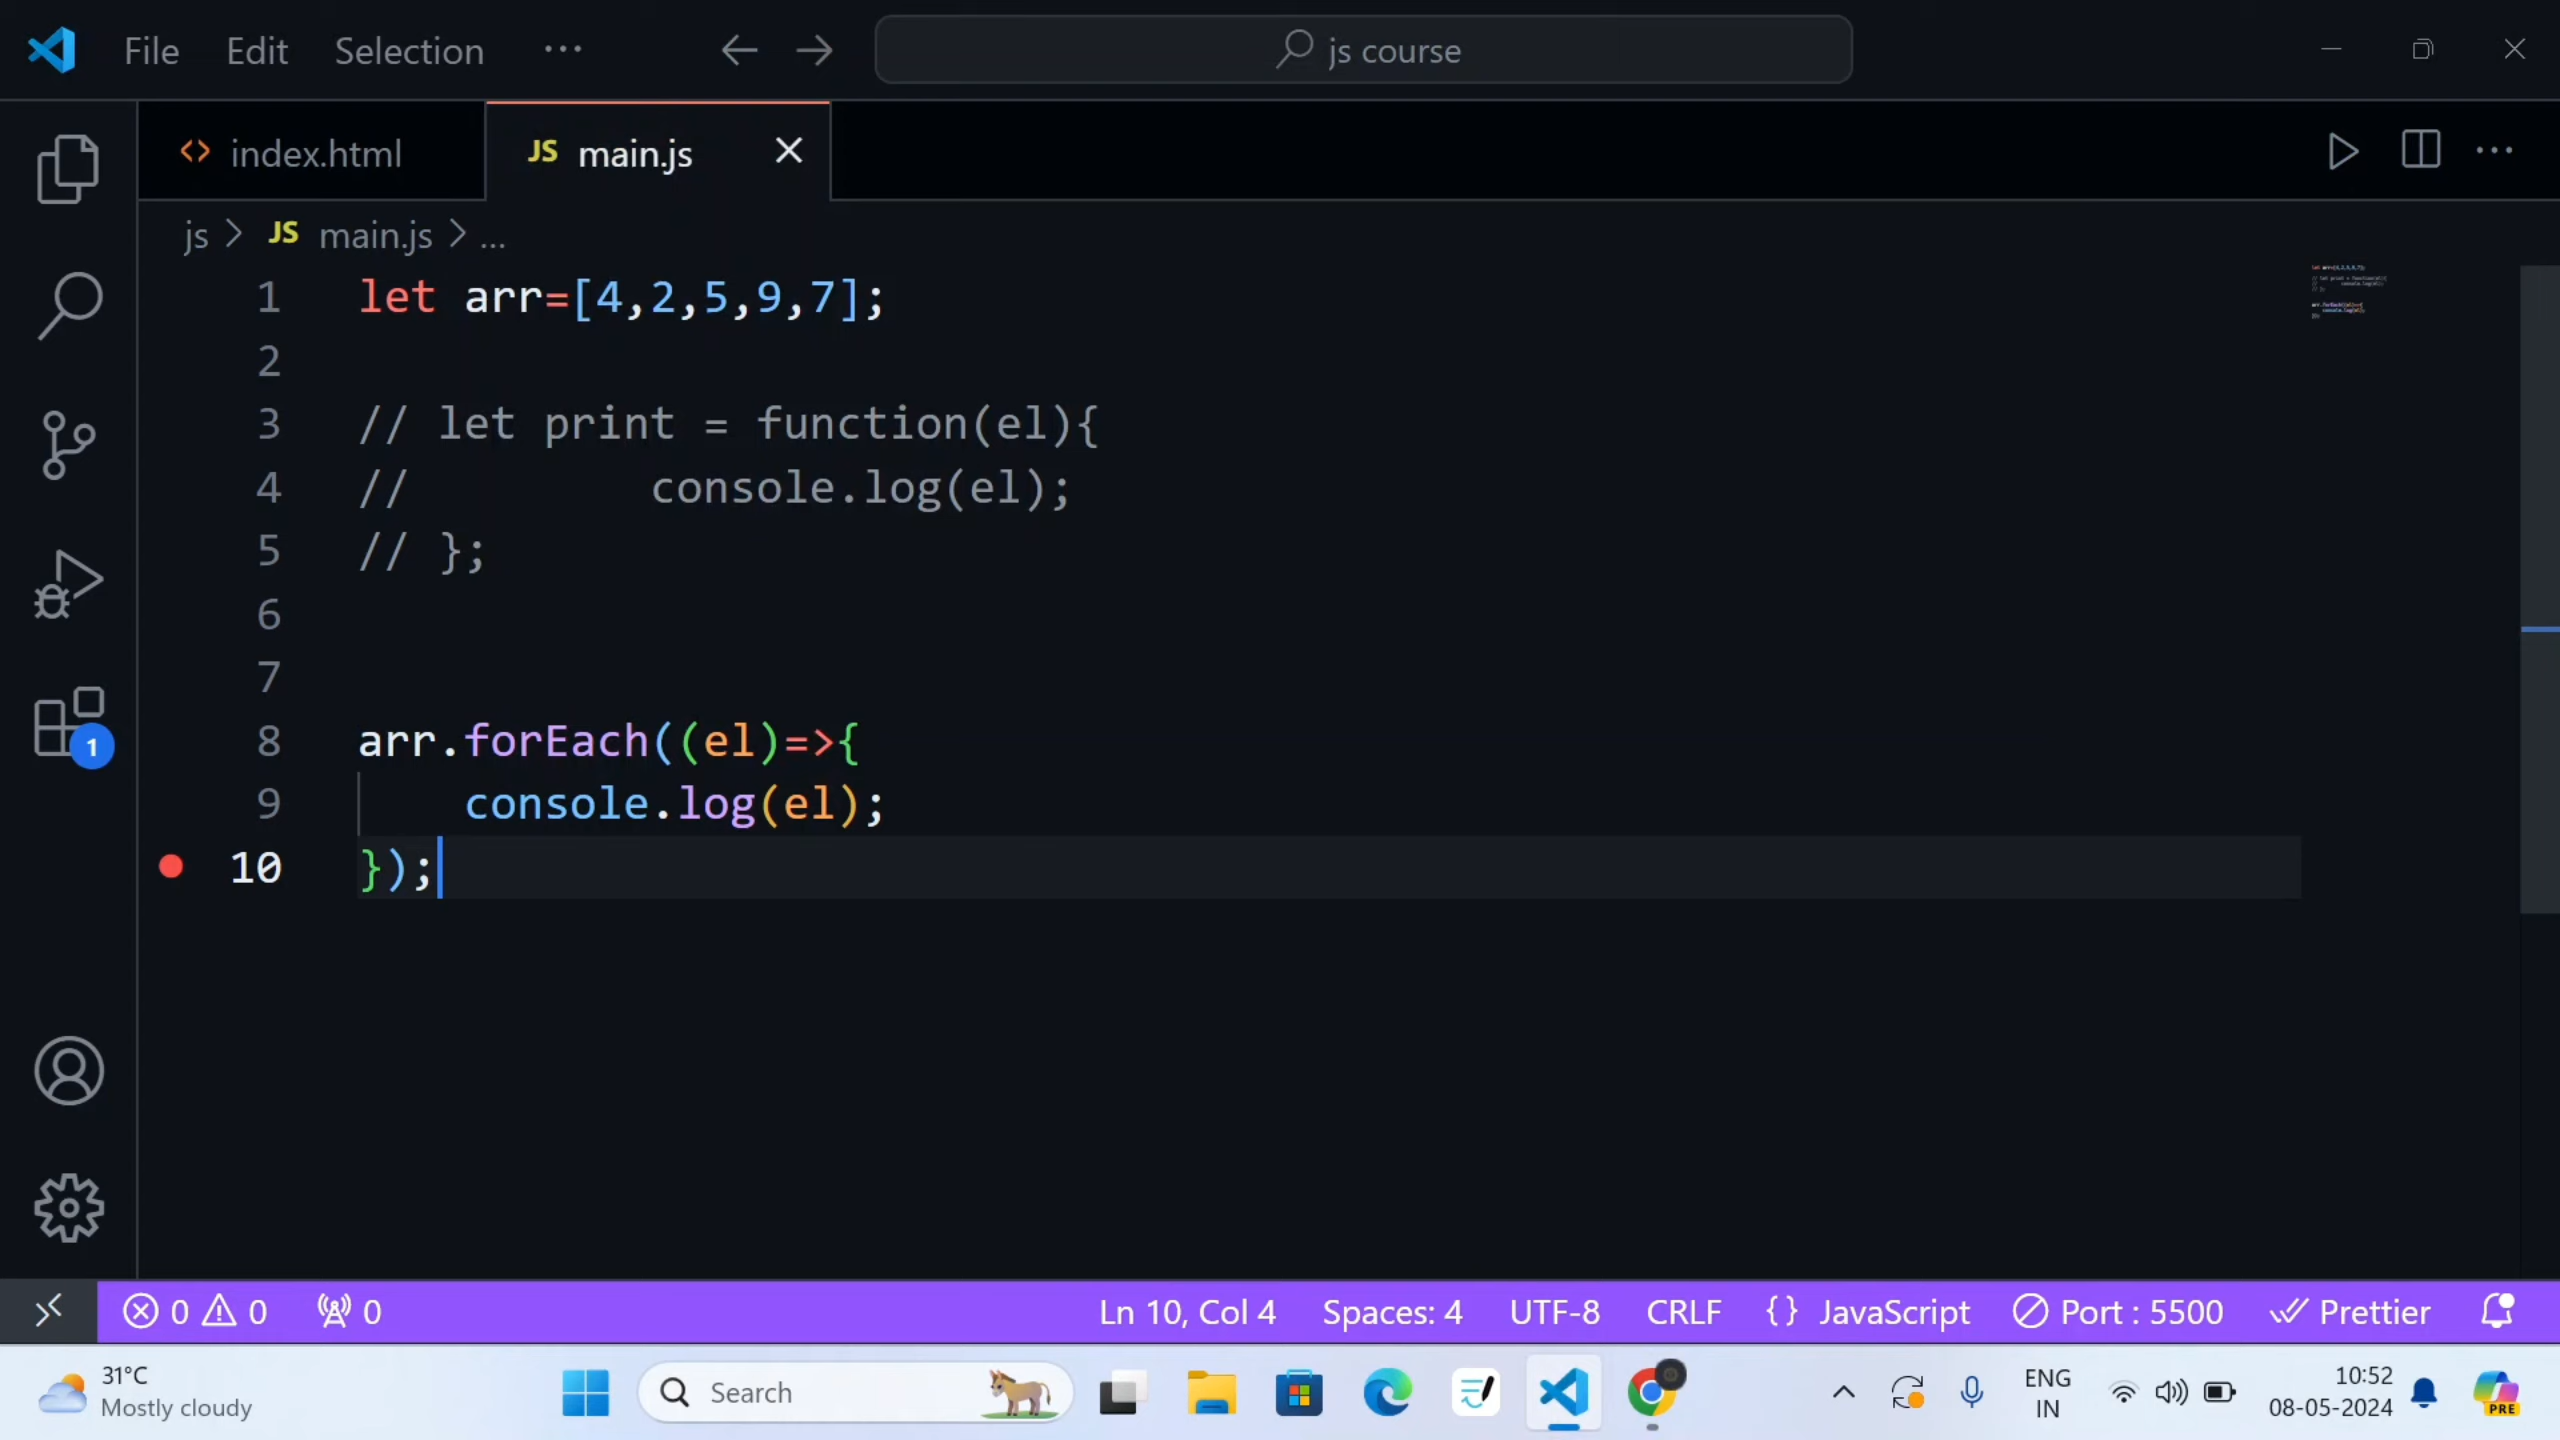 File Edit Selection ··· js course
index.html JS main.js
js > JS main.js > ...
1 let arr=[4,2,5,9,7];
2
3 // let print = function(el){
4 //         console.log(el);
5 // };
6
7
8 arr.forEach((el)=>{
9     console.log(el);
10 });
1
0 0 0 Ln 10, Col 4 Spaces: 4 UTF-8 CRLF {} JavaScript Port : 5500 Prettier
31°C
Mostly cloudy
Search
ENG
IN
10:52
08-05-2024
PRE